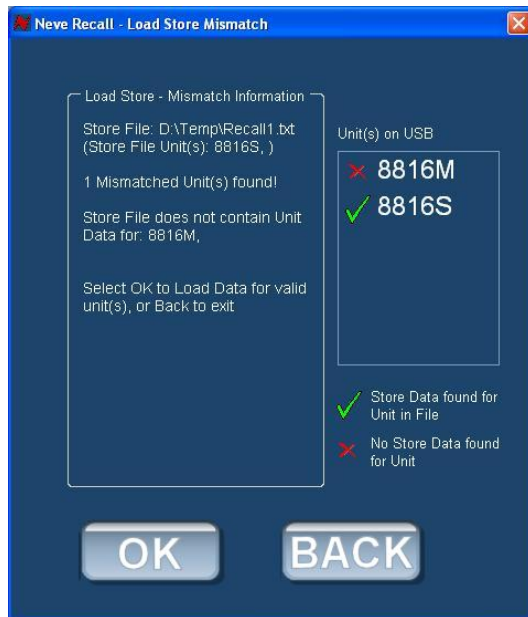 Neve Recall - Load Store Mismatch
Load Store - Mismatch Information
Store File: D:\Temp\Recall1.txt
(Store File Unit(s): 8816S, )
1 Mismatched Unit(s) found!
Store File does not contain Unit
Data for: 8816M,
Select OK to Load Data for valid
unit(s), or Back to exit
Unit(s) on USB
8816M
8816S
Store Data found for
Unit in File
No Store Data found
for Unit
OK
BACK